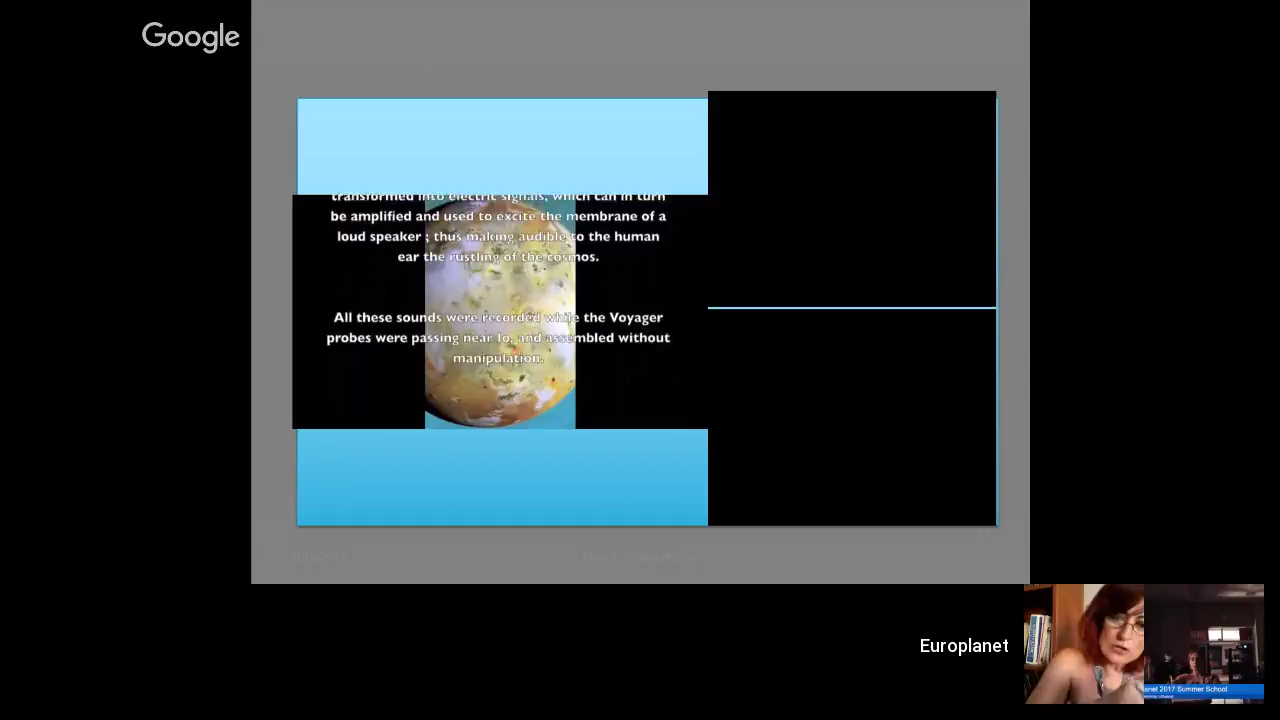 Google
transformed into electric signals, which can in turn
be amplified and used to excite the membrane of a
loud speaker ; thus making audible to the human
ear the rustling of the cosmos.
All these sounds were recorded while the Voyager
probes were passing near Io, and assembled without
manipulation.
Europlanet
anet 2017 Summer School